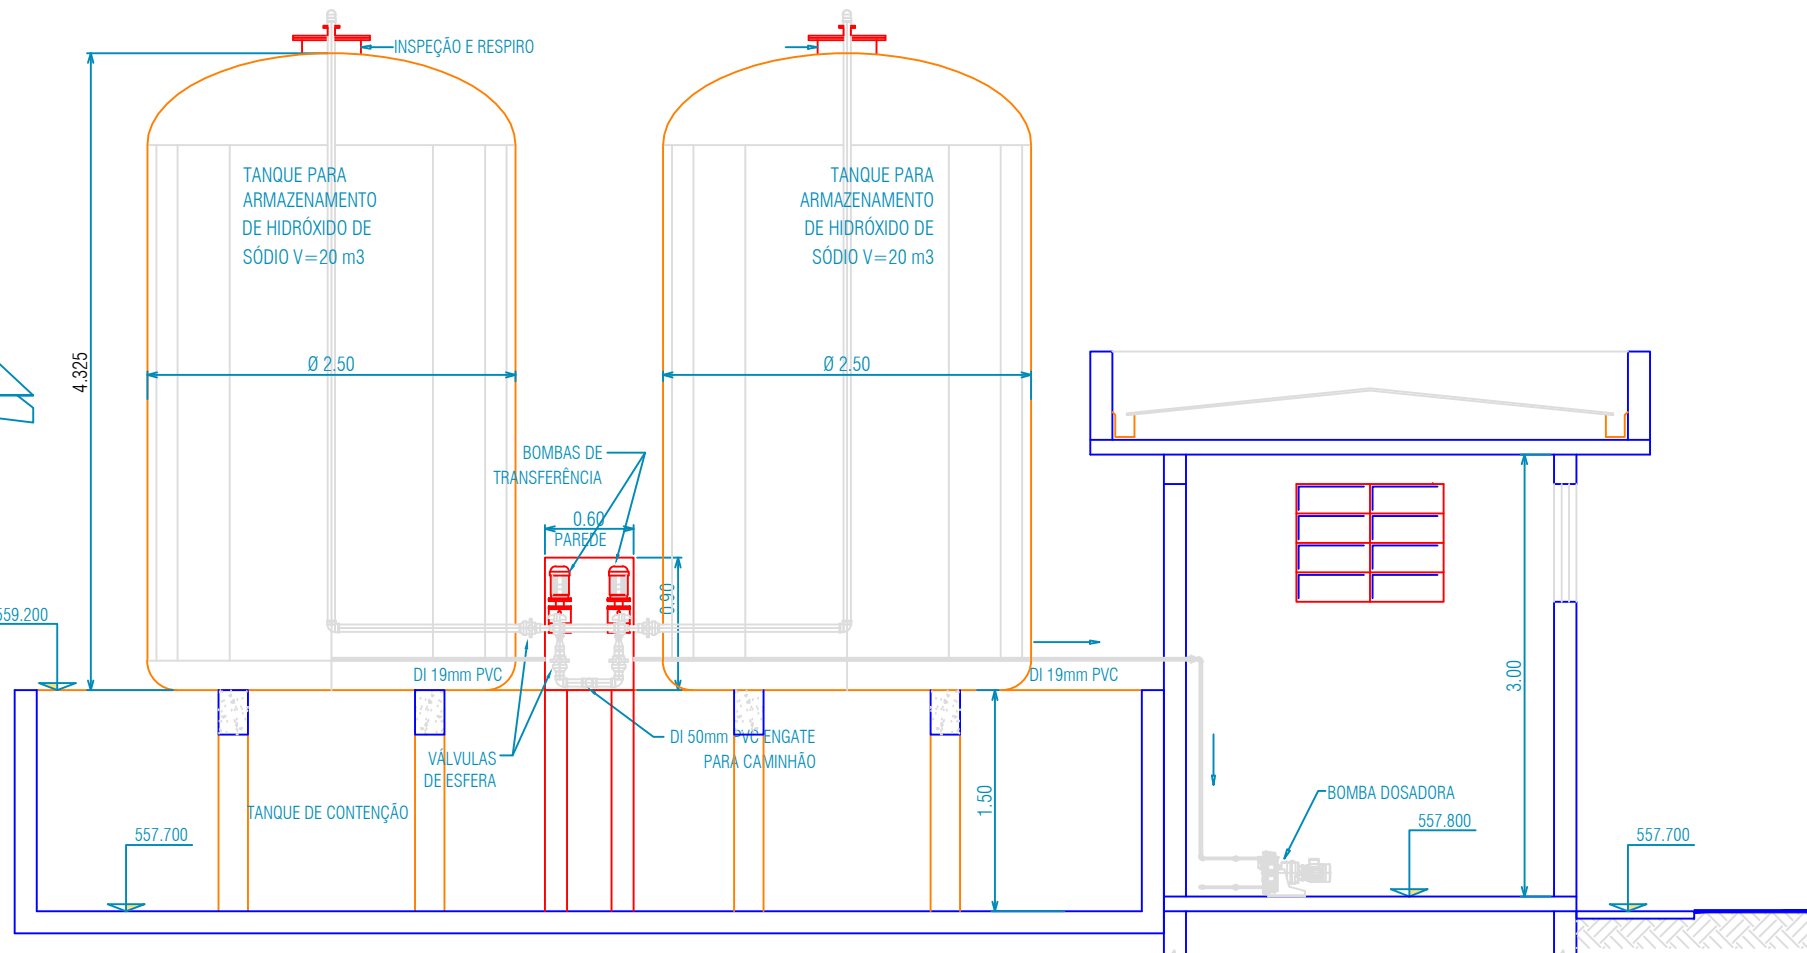 INSPEÇÃO E RESPIRO
TANQUE PARA
ARMAZENAMENTO
DE HIDRÓXIDO DE
SÓDIO V=20 m3
TANQUE PARA
ARMAZENAMENTO
DE HIDRÓXIDO DE
SÓDIO V=20 m3
4.325
Ø 2.50
Ø 2.50
BOMBAS DE
TRANSFERÊNCIA
0.60
PAREDE
0.90
559.200
DI 19mm PVC
DI 19mm PVC
3.00
DI 50mm PVC ENGATE
PARA CAMINHÃO
VÁLVULAS
DE ESFERA
1.50
TANQUE DE CONTENÇÃO
BOMBA DOSADORA
557.700
557.800
557.700